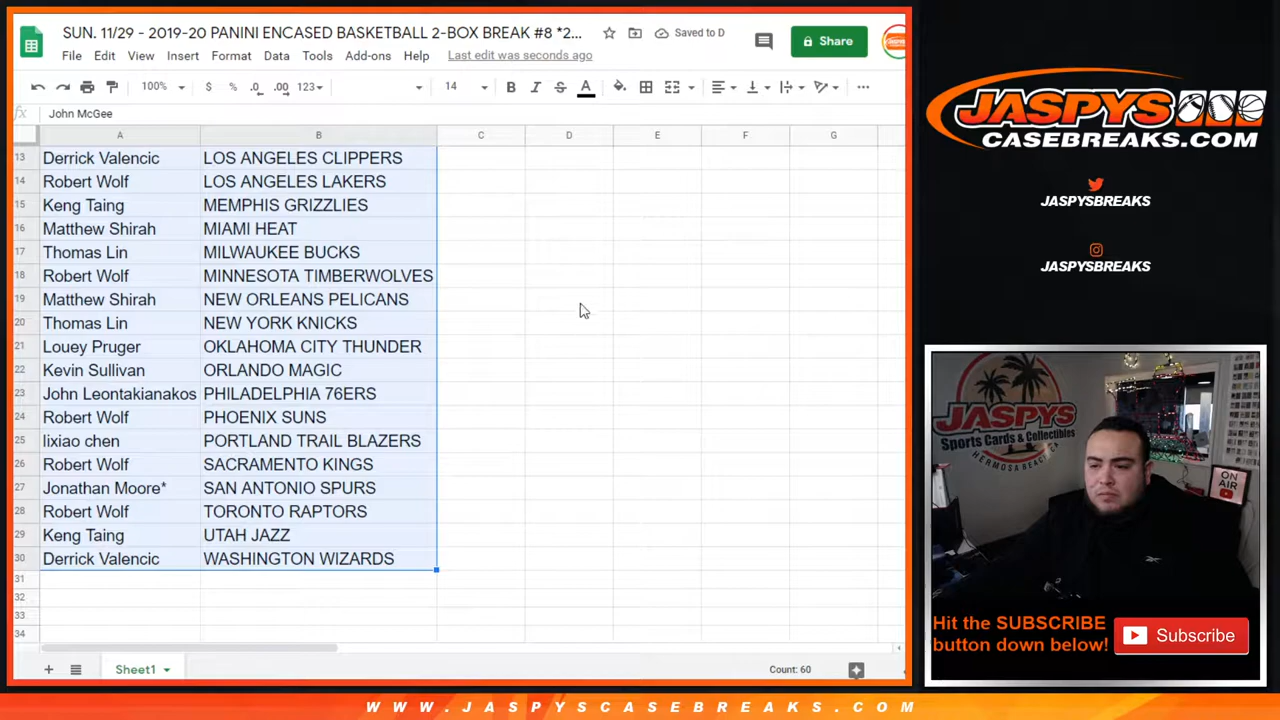 SUN. 11/29 - 2019-20 PANINI ENCASED BASKETBALL 2-BOX BREAK #8 *2...
Saved to D
Share
File Edit View Insert Format Data Tools Add-ons Help Last edit was seconds ago
100% $ % .0 .00 123 14 B I S A
fx John McGee
A B C D E F G
13 Derrick Valencic LOS ANGELES CLIPPERS
14 Robert Wolf LOS ANGELES LAKERS
15 Keng Taing MEMPHIS GRIZZLIES
16 Matthew Shirah MIAMI HEAT
17 Thomas Lin MILWAUKEE BUCKS
18 Robert Wolf MINNESOTA TIMBERWOLVES
19 Matthew Shirah NEW ORLEANS PELICANS
20 Thomas Lin NEW YORK KNICKS
21 Louey Pruger OKLAHOMA CITY THUNDER
22 Kevin Sullivan ORLANDO MAGIC
23 John Leontakianakos PHILADELPHIA 76ERS
24 Robert Wolf PHOENIX SUNS
25 lixiao chen PORTLAND TRAIL BLAZERS
26 Robert Wolf SACRAMENTO KINGS
27 Jonathan Moore* SAN ANTONIO SPURS
28 Robert Wolf TORONTO RAPTORS
29 Keng Taing UTAH JAZZ
30 Derrick Valencic WASHINGTON WIZARDS
31
32
33
34
Sheet1
Count: 60
JASPYS
CASEBREAKS.COM
JASPYSBREAKS
JASPYSBREAKS
JASPYS
Sports Cards & Collectibles
HERMOSA BEACH, CA
ON AIR
Hit the SUBSCRIBE
button down below!
Subscribe
WWW.JASPYSCASEBREAKS.COM